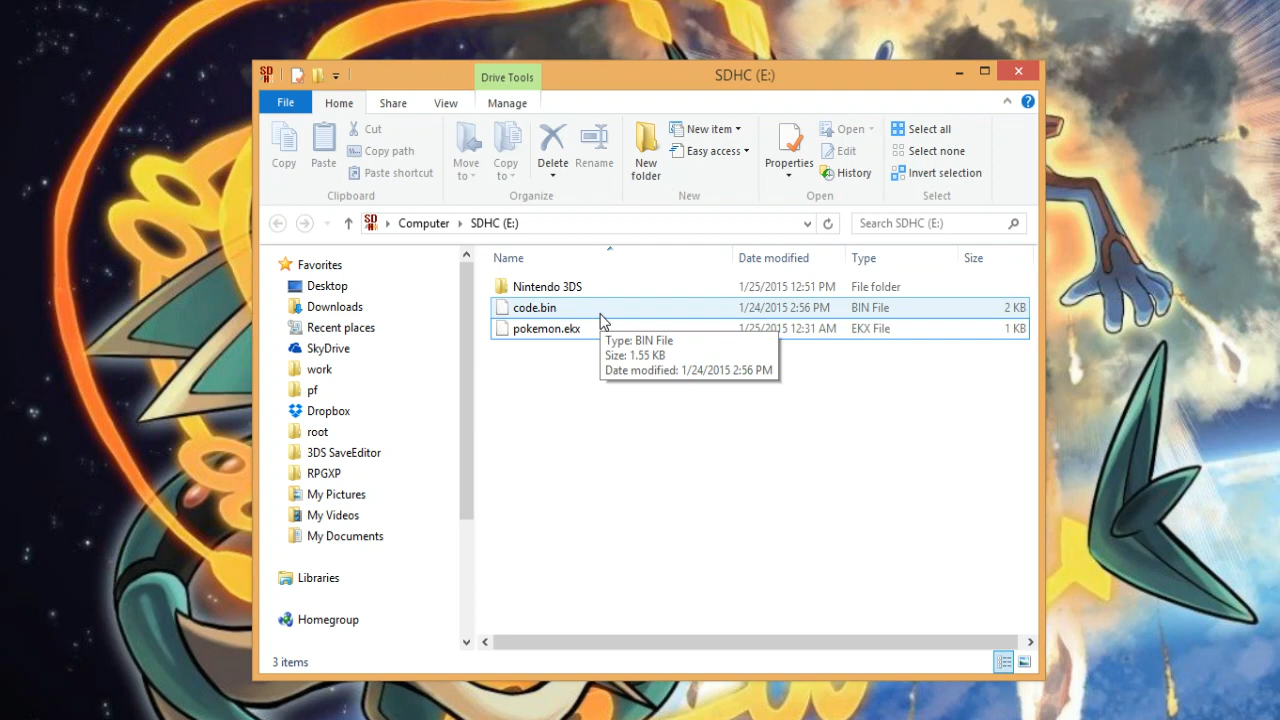 SDHC (E:)
Drive Tools
File
Home
Share
View
Manage
Copy
Paste
Cut
Copy path
Paste shortcut
Clipboard
Move to
Copy to
Delete
Rename
Organize
New folder
New item
Easy access
New
Properties
Open
Edit
History
Open
Select all
Select none
Invert selection
Select
Computer SDHC (E:)
Search SDHC (E:)
Favorites
Desktop
Downloads
Recent places
SkyDrive
work
pf
Dropbox
root
3DS SaveEditor
RPGXP
My Pictures
My Videos
My Documents
Libraries
Homegroup
Name Date modified Type Size
Nintendo 3DS 1/25/2015 12:51 PM File folder
code.bin 1/24/2015 2:56 PM BIN File 2 KB
pokemon.ekx 1/25/2015 12:31 AM EKX File 1 KB
Type: BIN File
Size: 1.55 KB
Date modified: 1/24/2015 2:56 PM
3 items